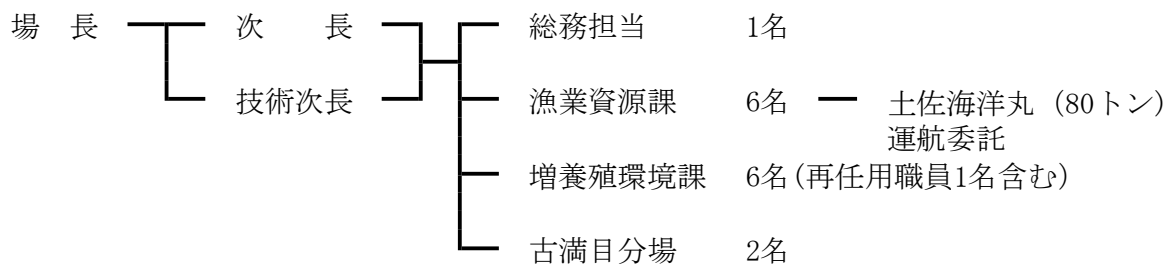 場　長　次　長　総務担当　1名
技術次長　漁業資源課　6名　土佐海洋丸（80トン）
運航委託
増養殖環境課　6名（再任用職員1名含む）
古満目分場　2名